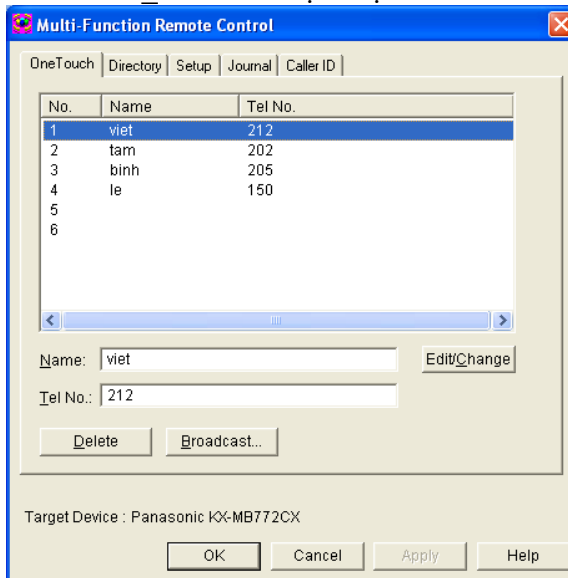 Multi-Function Remote Control
OneTouch Directory Setup Journal Caller ID
No. Name Tel No.
1 viet 212
2 tam 202
3 binh 205
4 le 150
5
6
Name: viet Edit/Change
Tel No.: 212
Delete Broadcast...
Target Device : Panasonic KX-MB772CX
OK Cancel Apply Help